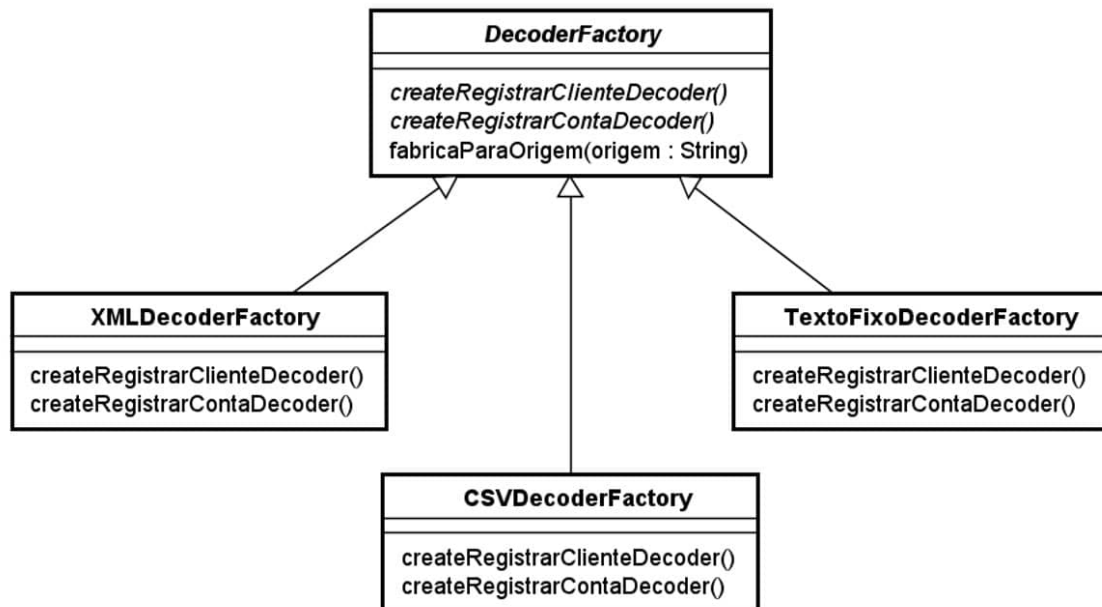 DecoderFactory
createRegistrarClienteDecoder()
createRegistrarContaDecoder()
fabricaParaOrigem(origem : String)
XMLDecoderFactory
createRegistrarClienteDecoder()
createRegistrarContaDecoder()
TextoFixoDecoderFactory
createRegistrarClienteDecoder()
createRegistrarContaDecoder()
CSVDecoderFactory
createRegistrarClienteDecoder()
createRegistrarContaDecoder()